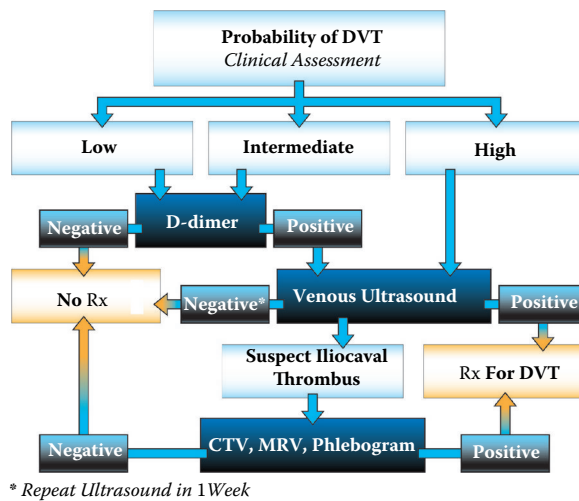 Probability of DVT
Clinical Assessment
Low
Intermediate
High
Negative
D-dimer
Positive
No Rx
Negative*
Venous Ultrasound
Positive
Suspect Iliocaval
Thrombus
Rx For DVT
Negative
CTV, MRV, Phlebogram
Positive
* Repeat Ultrasound in 1Week